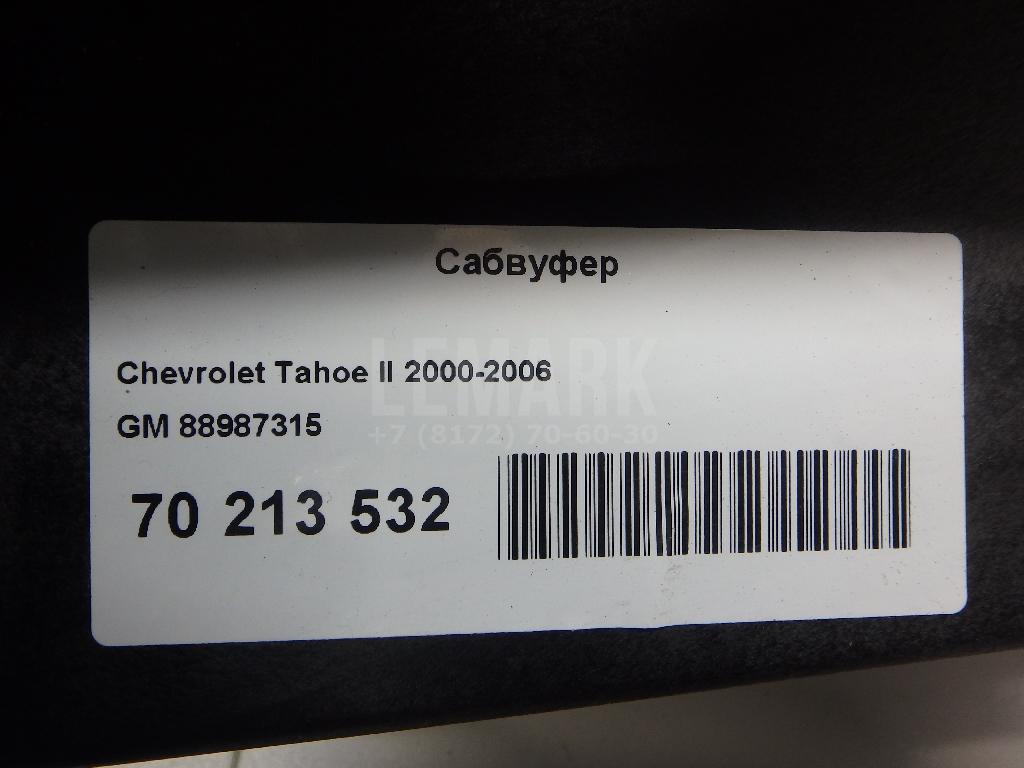 Сабвуфер
Chevrolet Tahoe II 2000-2006
LEMARK
GM 88987315
+7 (8172) 70-60-30
70 213 532